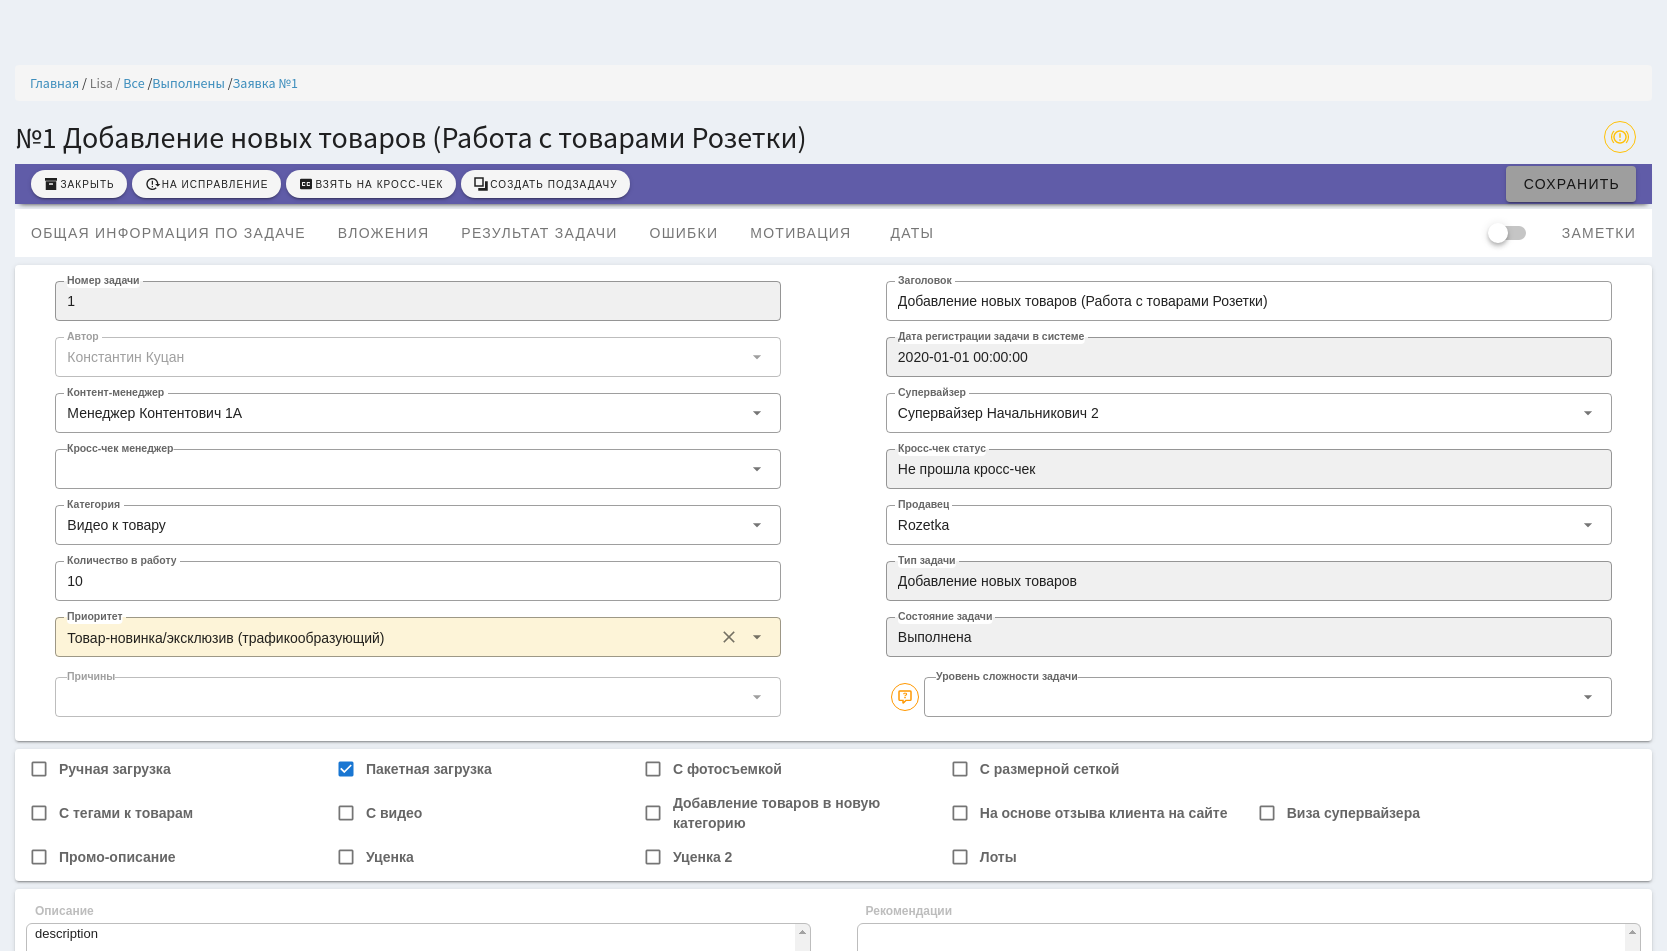 Главная / Lisa / Все /Выполнены /Заявка №1
№1 Добавление новых товаров (Работа с товарами Розетки)
ЗАКРЫТЬ НА ИСПРАВЛЕНИЕ ВЗЯТЬ НА КРОСС-ЧЕК СОЗДАТЬ ПОДЗАДАЧУ СОХРАНИТЬ
ОБЩАЯ ИНФОРМАЦИЯ ПО ЗАДАЧЕ ВЛОЖЕНИЯ РЕЗУЛЬТАТ ЗАДАЧИ ОШИБКИ МОТИВАЦИЯ ДАТЫ ЗАМЕТКИ
Номер задачи Заголовок
1 Добавление новых товаров (Работа с товарами Розетки)
Автор Дата регистрации задачи в системе
Константин Куцан 2020-01-01 00:00:00
Контент-менеджер Супервайзер
Менеджер Контентович 1А Супервайзер Начальникович 2
Кросс-чек менеджер Кросс-чек статус
Не прошла кросс-чек
Категория Продавец
Видео к товару Rozetka
Количество в работу Тип задачи
10 Добавление новых товаров
Приоритет Состояние задачи
Товар-новинка/эксклюзив (трафикообразующий) Выполнена
Причины Уровень сложности задачи
Ручная загрузка Пакетная загрузка С фотосъемкой С размерной сеткой
С тегами к товарам С видео Добавление товаров в новую категорию На основе отзыва клиента на сайте Виза супервайзера
Промо-описание Уценка Уценка 2 Лоты
Описание Рекомендации
description